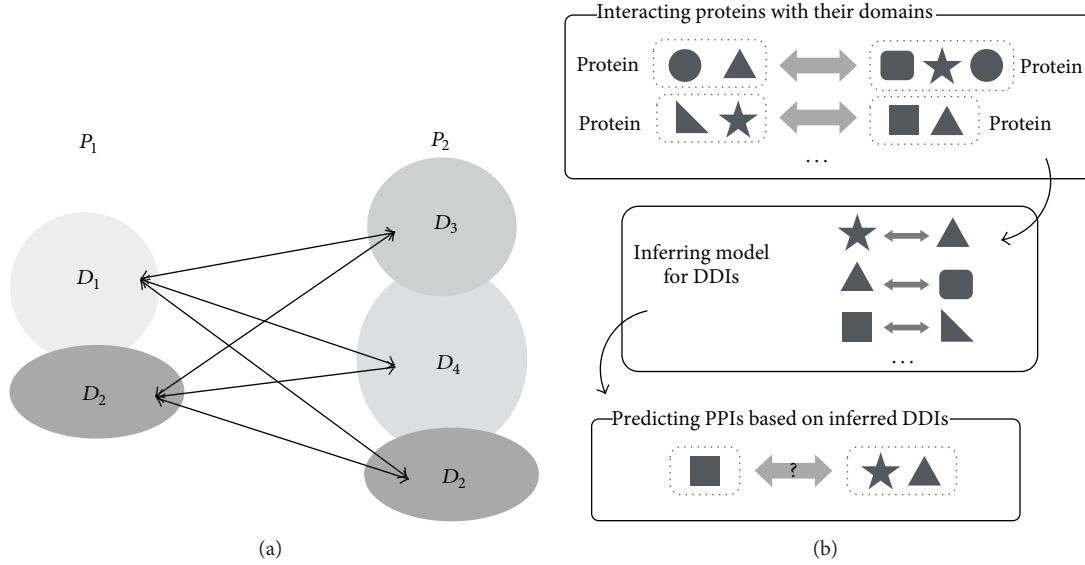 P1
P2
D1
D2
D3
D4
D2
(a)
Interacting proteins with their domains
Protein
Protein
Protein
Protein
...
Inferring model
for DDIs
...
Predicting PPIs based on inferred DDIs
?
(b)